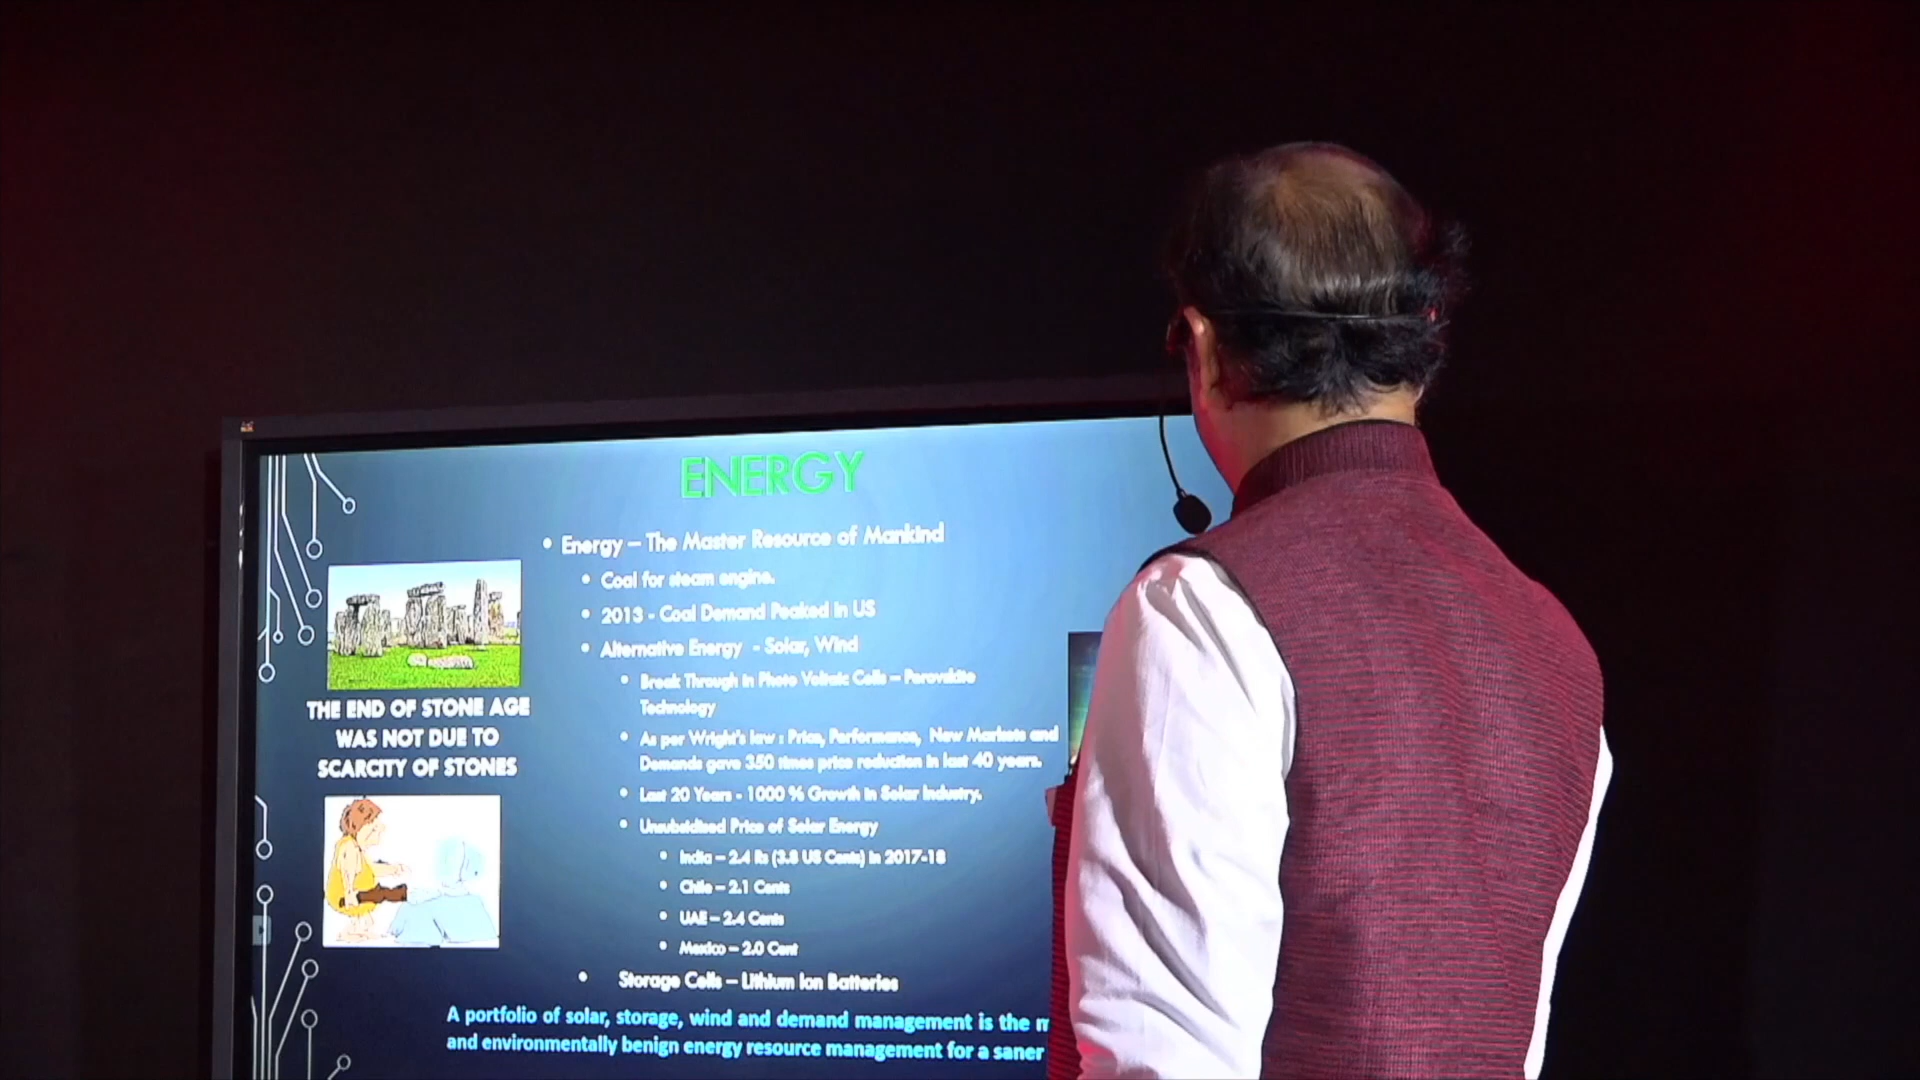 ENERGY
• Energy – The Master Resource of Mankind
• Coal for steam engine.
• 2013 - Coal Demand Peaked in US
• Alternative Energy - Solar, Wind
• Break Through in Photo Voltaic Cells – Perovskite
Technology
• As per Wright's law : Price, Performance, New Markets and
Demands gave 350 times price reduction in last 40 years.
• Last 20 Years - 1000 % Growth in Solar Industry.
• Unsubsidised Price of Solar Energy
• India – 2.4 Rs (3.8 US Cents) in 2017-18
• Chile – 2.1 Cents
• UAE – 2.4 Cents
• Mexico – 2.0 Cent
• Storage Cells – Lithium Ion Batteries
THE END OF STONE AGE
WAS NOT DUE TO
SCARCITY OF STONES
A portfolio of solar, storage, wind and demand management is the
and environmentally benign energy resource management for a saner